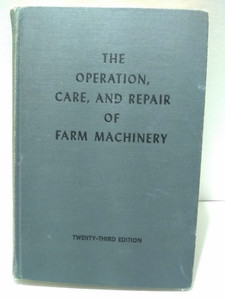 THE
OPERATION,
CARE, AND REPAIR
OF
FARM MACHINERY
TWENTY-THIRD EDITION